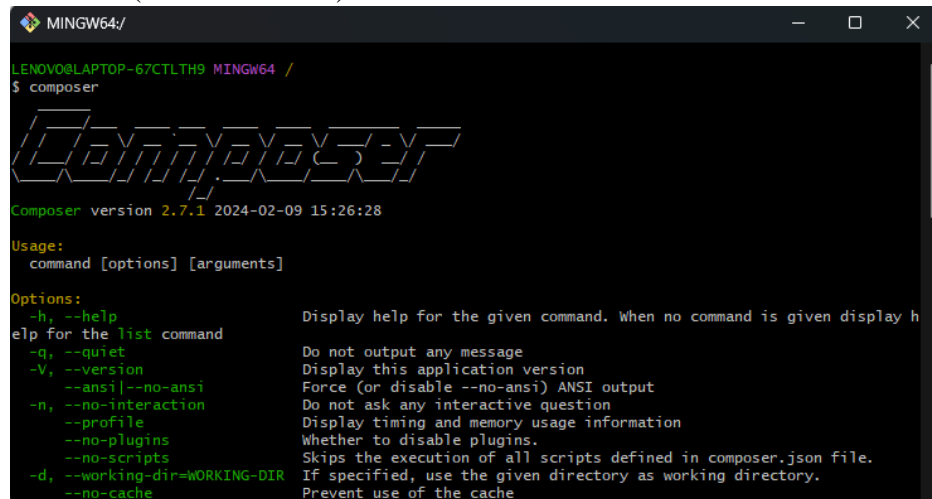 MINGW64:/
LENOVO@LAPTOP-67CTLTH9 MINGW64 /
$ composer
Composer
Composer version 2.7.1 2024-02-09 15:26:28
Usage:
command [options] [arguments]
Options:
-h, --help Display help for the given command. When no command is given display h
elp for the list command
-q, --quiet Do not output any message
-V, --version Display this application version
--ansi|--no-ansi Force (or disable --no-ansi) ANSI output
-n, --no-interaction Do not ask any interactive question
--profile Display timing and memory usage information
--no-plugins Whether to disable plugins.
--no-scripts Skips the execution of all scripts defined in composer.json file.
-d, --working-dir=WORKING-DIR If specified, use the given directory as working directory.
--no-cache Prevent use of the cache